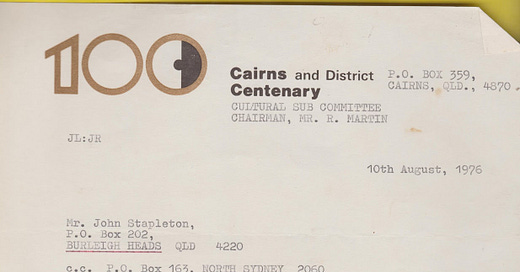 100
Cairns and District
Centenary
P.O. BOX 359,
CAIRNS, QLD., 4870
CULTURAL SUB COMMITTEE
CHAIRMAN, MR. R. MARTIN
JL:JR
10th August, 1976
Mr. John Stapleton,
P.O. Box 202,
BURLEIGH HEADS QLD 4220
c.c. P.O. Box 163, NORTH SYDNEY 2060